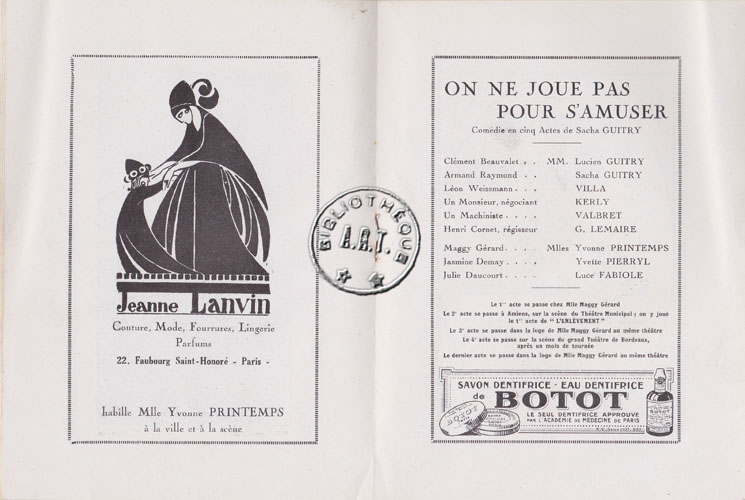 Jeanne Lanvin
Couture, Mode, Fourrures, Lingerie
Parfums
22, Faubourg Saint-Honoré - Paris -
habille Mlle Yvonne PRINTEMPS
à la ville et à la scène
BIBLIOTHÈQUE
A.R.T.
ON NE JOUE PAS
POUR S'AMUSER
Comédie en cinq Actes de Sacha GUITRY
Clément Beauvalet . . MM. Lucien GUITRY
Armand Raymond . . Sacha GUITRY
Léon Weissmann . . . VILLA
Un Monsieur, négociant KERLY
Un Machiniste . . . . VALBRET
Henri Cornet, régisseur G. LEMAIRE
Maggy Gérard . . . . Mlles Yvonne PRINTEMPS
Jasmine Demay . . . Yvette PIERRYL
Julie Daucourt . . . . Luce FABIOLE
Le 1er acte se passe chez Mlle Maggy Gérard
Le 2e acte se passe à Amiens, sur la scène du Théâtre Municipal ; on y joué
le 1er acte de "L'ENLÈVEMENT"
Le 3e acte se passe dans la loge de Mlle Maggy Gérard au même théâtre
Le 4e acte se passe sur la scène du grand Théâtre de Bordeaux,
après un mois de tournée
Le dernier acte se passe dans la loge de Mlle Maggy Gérard au même théâtre
SAVON DENTIFRICE - EAU DENTIFRICE
de BOTOT
LE SEUL DENTIFRICE APPROUVÉ
PAR L'ACADÉMIE DE MÉDECINE DE PARIS
BOTOT